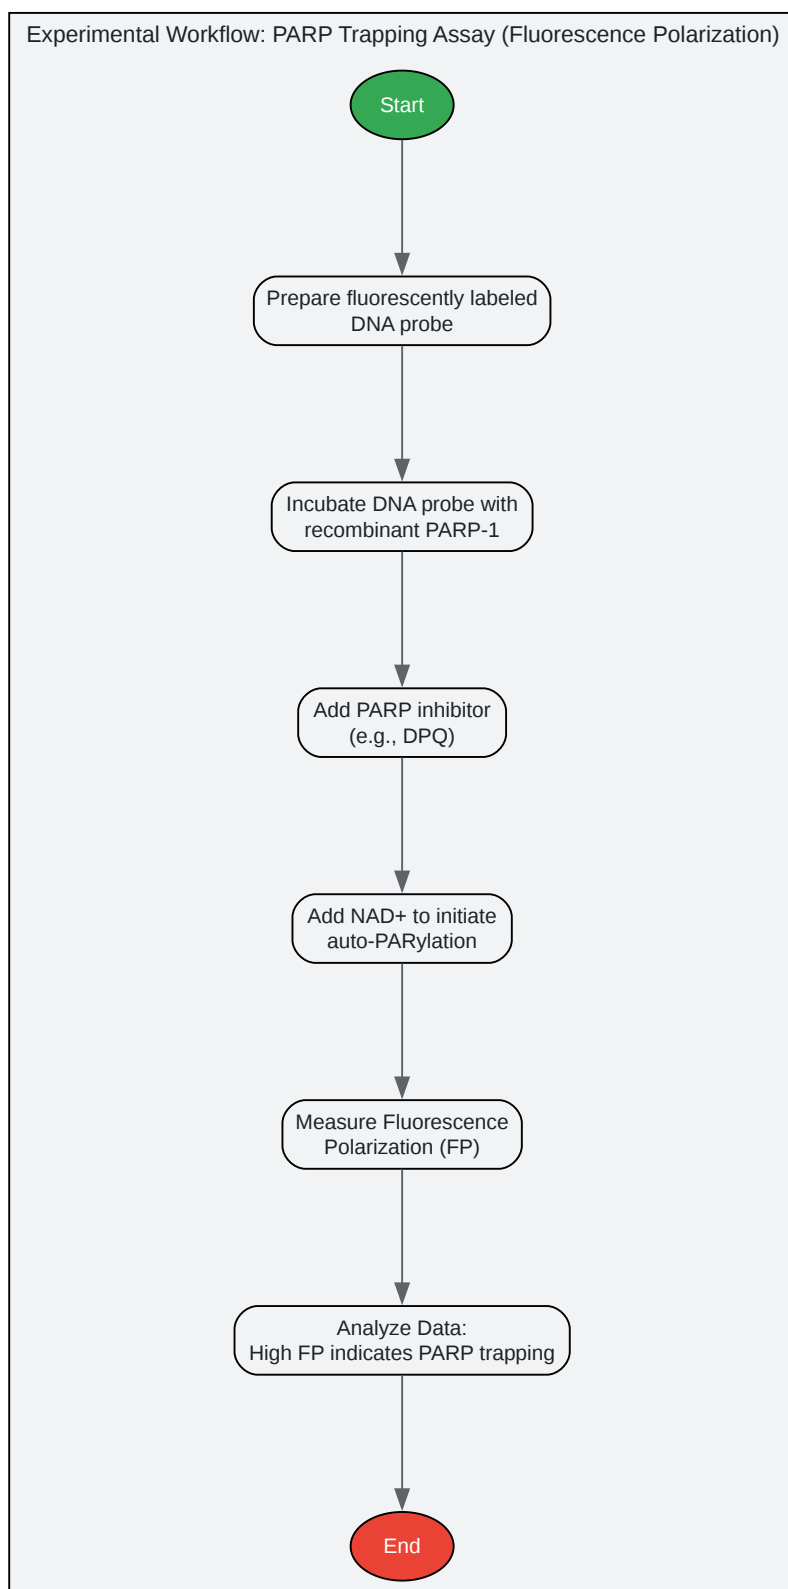 Experimental Workflow: PARP Trapping Assay (Fluorescence Polarization)
Start
Prepare fluorescently labeled
DNA probe
Incubate DNA probe with
recombinant PARP-1
Add PARP inhibitor
(e.g., DPQ)
Add NAD+ to initiate
auto-PARylation
Measure Fluorescence
Polarization (FP)
Analyze Data:
High FP indicates PARP trapping
End